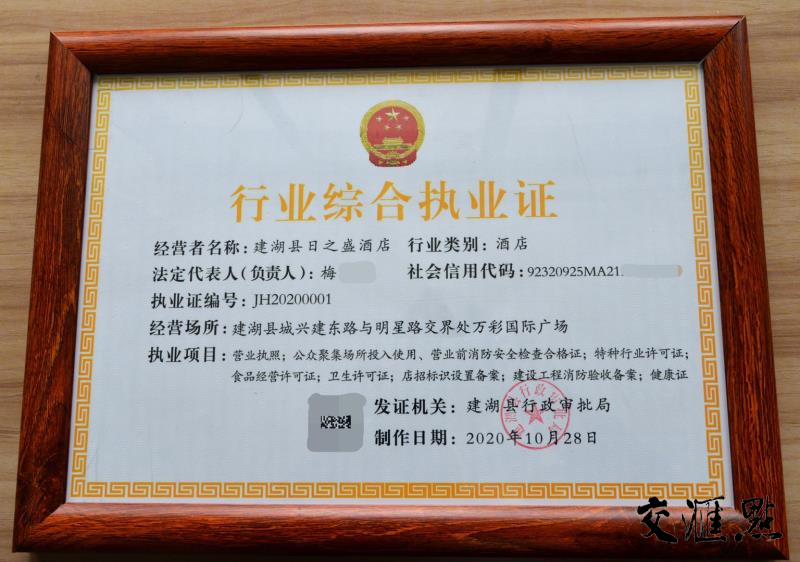 行业综合执业证
经营者名称：建湖县日之盛酒店 行业类别：酒店
法定代表人(负责人)：梅 社会信用代码：92320925MA21
执业证编号：JH20200001
经营场所：建湖县城兴建东路与明星路交界处万彩国际广场
执业项目：营业执照；公众聚集场所投入使用、营业前消防安全检查合格证；特种行业许可证；
食品经营许可证；卫生许可证；店招标识设置备案；建设工程消防验收备案；健康证
发证机关：建湖县行政审批局
制作日期：2020年10月28日
建湖县行政审批局
交汇點